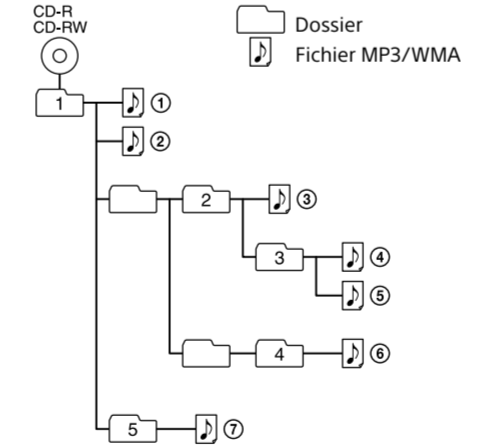 CD-R
CD-RW
Dossier
Fichier MP3/WMA
1 ①
②
2 ③
3 ④
⑤
4 ⑥
5 ⑦